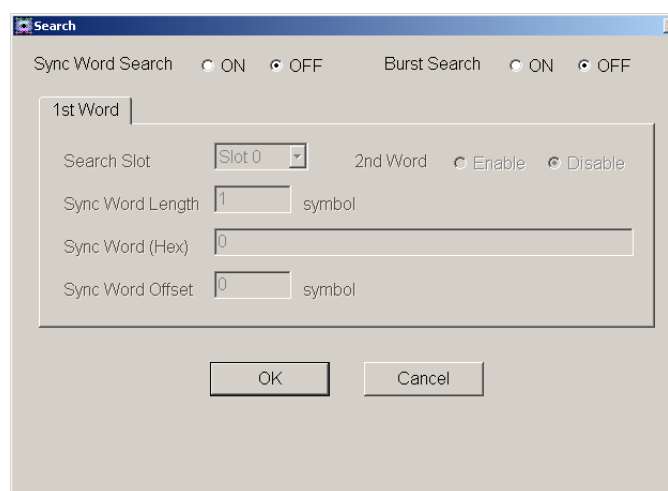 Search
Sync Word Search ON OFF Burst Search ON OFF
1st Word
Search Slot Slot 0 2nd Word Enable Disable
Sync Word Length 1 symbol
Sync Word (Hex) 0
Sync Word Offset 0 symbol
OK Cancel